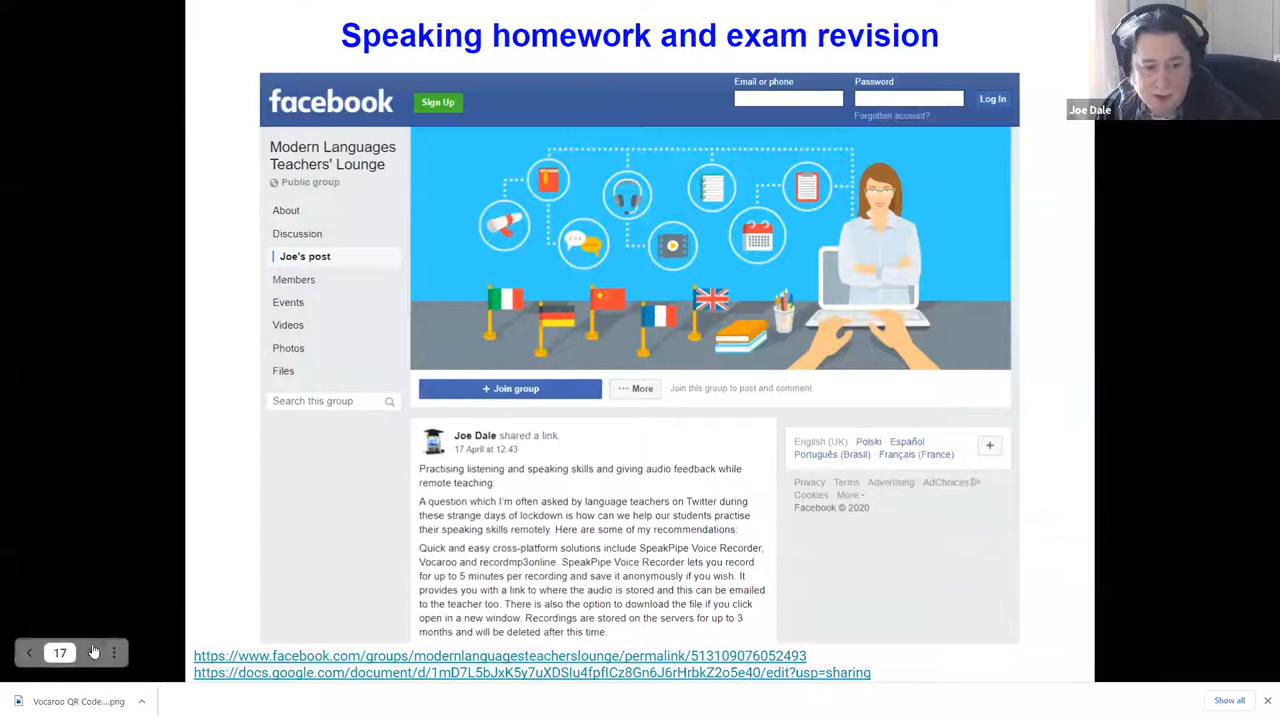 Speaking homework and exam revision
facebook
Sign Up
Email or phone
Password
Log In
Forgotten account?
Joe Dale
Modern Languages
Teachers' Lounge
Public group
About
Discussion
Joe's post
Members
Events
Videos
Photos
Files
Search this group
+ Join group
··· More
Join this group to post and comment
Joe Dale shared a link.
17 April at 12:43
Practising listening and speaking skills and giving audio feedback while
remote teaching.
A question which I'm often asked by language teachers on Twitter during
these strange days of lockdown is how can we help our students practise
their speaking skills remotely. Here are some of my recommendations:
Quick and easy cross-platform solutions include SpeakPipe Voice Recorder,
Vocaroo and recordmp3online. SpeakPipe Voice Recorder lets you record
for up to 5 minutes per recording and save it anonymously if you wish. It
provides you with a link to where the audio is stored and this can be emailed
to the teacher too. There is also the option to download the file if you click
open in a new window. Recordings are stored on the servers for up to 3
months and will be deleted after this time.
English (UK) · Polski · Español ·
Português (Brasil) · Français (France)
+
Privacy · Terms · Advertising · AdChoices ·
Cookies · More
Facebook © 2020
17
https://www.facebook.com/groups/modernlanguagesteacherslounge/permalink/513109076052493
https://docs.google.com/document/d/1mD7L5bJxK5y7uXDSIu4fpfICz8Gn6J6rHrbkZ2o5e40/edit?usp=sharing
Vocaroo QR Code....png
Show all